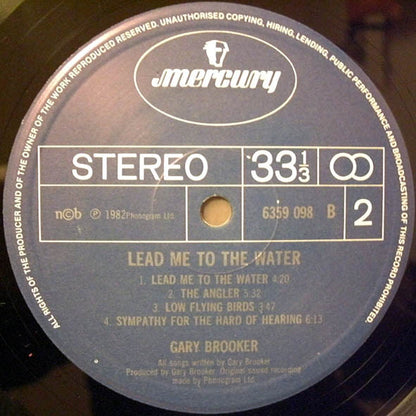 ALL RIGHTS OF THE PRODUCER AND OF THE OWNER OF THE WORK REPRODUCED RESERVED. UNAUTHORISED COPYING, HIRING, LENDING, PUBLIC PERFORMANCE AND BROADCASTING OF THIS RECORD PROHIBITED.
mercury
STEREO 33 1/3
n©b ℗ 1982 Phonogram Ltd. 6359 098 B 2
LEAD ME TO THE WATER
1. LEAD ME TO THE WATER 4:20
2. THE ANGLER 5:32
3. LOW FLYING BIRDS 3:47
4. SYMPATHY FOR THE HARD OF HEARING 6:13
GARY BROOKER
All songs written by Gary Brooker
Produced by Gary Brooker. Original sound recording
made by Phonogram Ltd